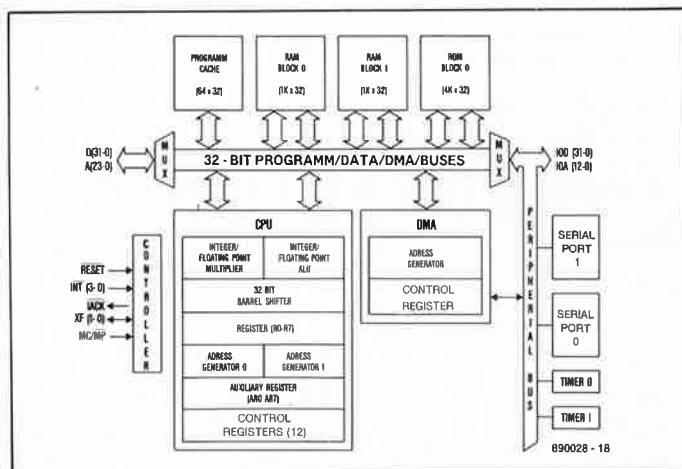 PROGRAMM
CACHE
(64 x 32)
RAM
BLOCK 0
(1K x 32)
RAM
BLOCK I
(1K x 32)
ROM
BLOCK 0
(4K x 32)
D(31-0)
A(23-0)
MUX
32 - BIT PROGRAMM/DATA/DMA/BUSES
MUX
IOD (31-0)
IOA (12-0)
CPU
INTEGER/
FLOATING POINT
MULTIPLIER
INTEGER/
FLOATING POINT
ALU
32 BIT
BARREL SHIFTER
REGISTER (R0-R7)
ADRESS
GENERATOR 0
ADRESS
GENERATOR I
AUXILIARY REGISTER
(AR0 AR7)
CONTROL
REGISTERS (12)
DMA
ADRESS
GENERATOR
CONTROL
REGISTER
CONTROLLER
RESET
INT (3-0)
IACK
XF (1-0)
MC/MP
PERIPHERIAL BUS
SERIAL
PORT
1
SERIAL
PORT
0
TIMER 0
TIMER I
890028 - 18